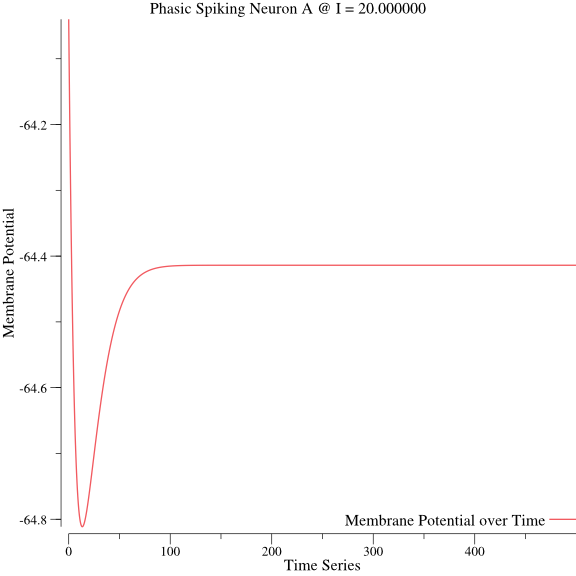 Phasic Spiking Neuron A @ I = 20.000000
Membrane Potential
-64.2
-64.4
-64.6
-64.8
Membrane Potential over Time
0
100
200
300
400
Time Series